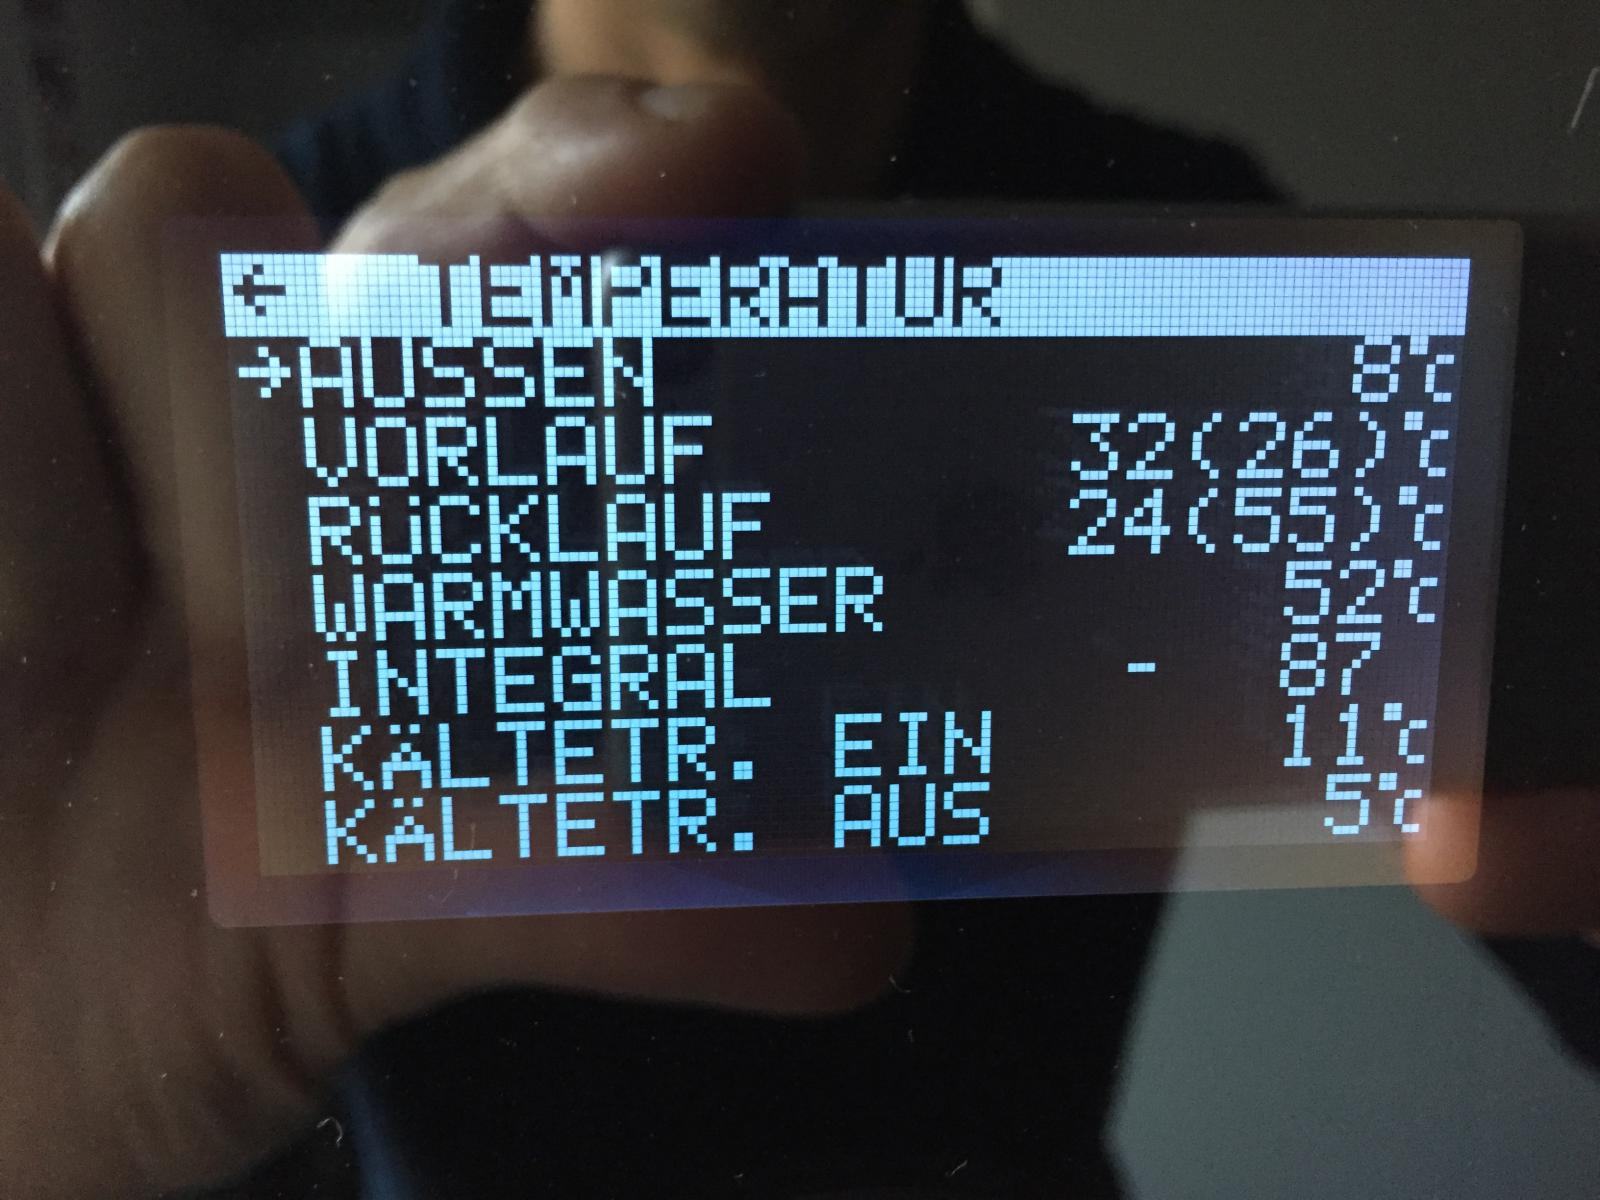 ← TEMPERATUR
→AUSSEN 8°C
VORLAUF 32(26)°C
RÜCKLAUF 24(55)°C
WARMWASSER 52°C
INTEGRAL - 87
KÄLTETR. EIN 11°C
KÄLTETR. AUS 5°C